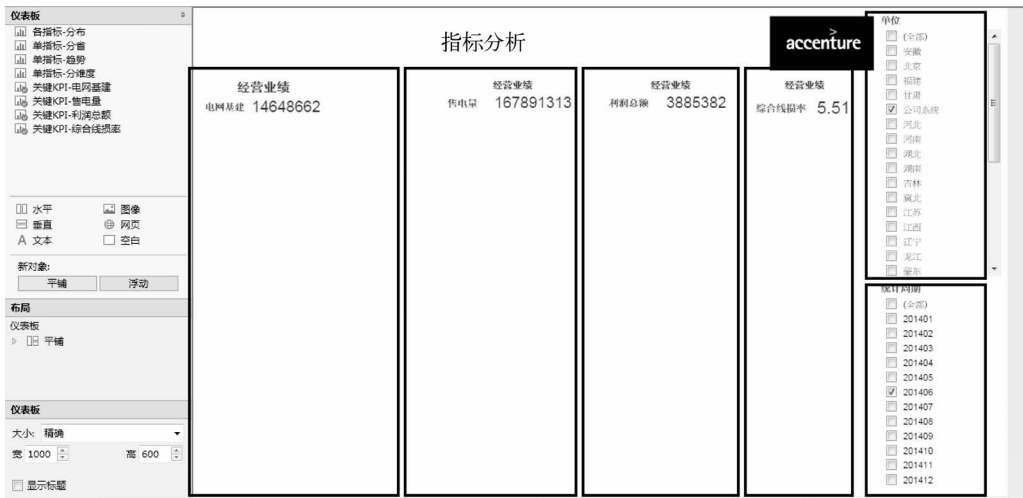 仪表板
各指标-分布
单指标-分省
单指标-趋势
单指标-分维度
关键KPI-电网基建
关键KPI-售电量
关键KPI-利润总额
关键KPI-综合线损率
水平
图像
垂直
网页
A 文本
空白
新对象:
平铺
浮动
布局
仪表板
平铺
仪表板
大小: 精确
宽 1000
高 600
显示标题
指标分析
accenture
经营业绩
电网基建 14648662
经营业绩
售电量 167891313
经营业绩
利润总额 3885382
经营业绩
综合线损率 5.51
单位
(全部)
安徽
北京
福建
甘肃
公司系统
河北
河南
湖北
湖南
吉林
冀北
江苏
江西
辽宁
龙江
蒙东
统计周期
(全部)
201401
201402
201403
201404
201405
201406
201407
201408
201409
201410
201411
201412